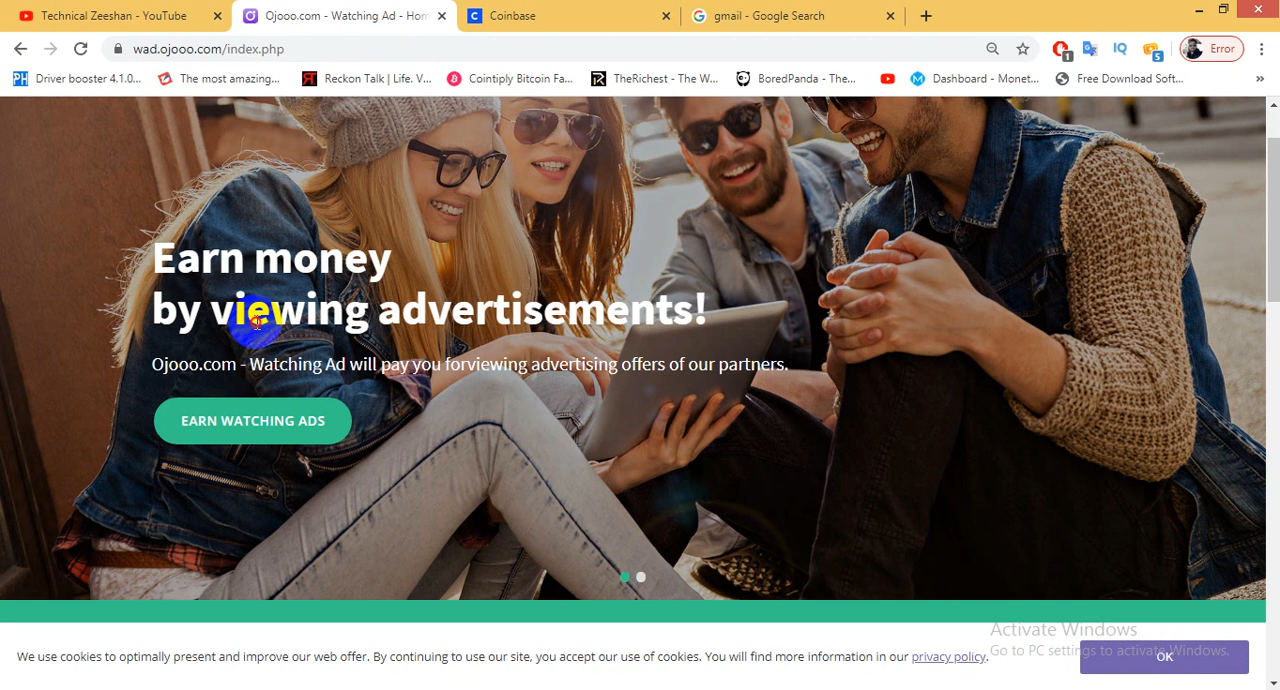 Technical Zeeshan - YouTube
Ojooo.com - Watching Ad - Hom
Coinbase
gmail - Google Search
wad.ojooo.com/index.php
1
IQ
5
Error
PH Driver booster 4.1.0...
The most amazing...
RT Reckon Talk | Life. V...
Cointiply Bitcoin Fa...
TheRichest - The W...
BoredPanda - The...
Dashboard - Monet...
Free Download Soft...
»
Earn money
by viewing advertisements!
Ojooo.com - Watching Ad will pay you forviewing advertising offers of our partners.
EARN WATCHING ADS
Activate Windows
Go to PC settings to activate Windows.
We use cookies to optimally present and improve our web offer. By continuing to use our site, you accept our use of cookies. You will find more information in our privacy policy.
OK